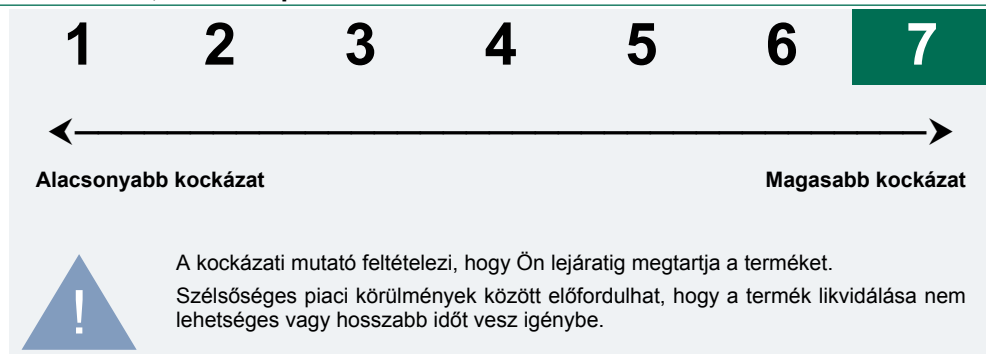 1 2 3 4 5 6 7
Alacsonyabb kockázat Magasabb kockázat
A kockázati mutató feltételezi, hogy Ön lejáratig megtartja a terméket.
Szélsőséges piaci körülmények között előfordulhat, hogy a termék likvidálása nem
lehetséges vagy hosszabb időt vesz igénybe.
!